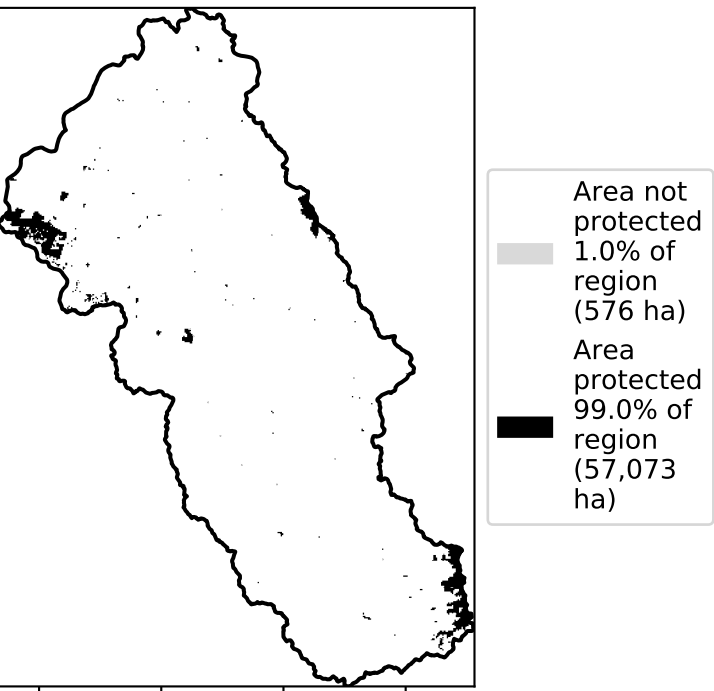 Area not
protected
1.0% of
region
(576 ha)
Area
protected
99.0% of
region
(57,073
ha)